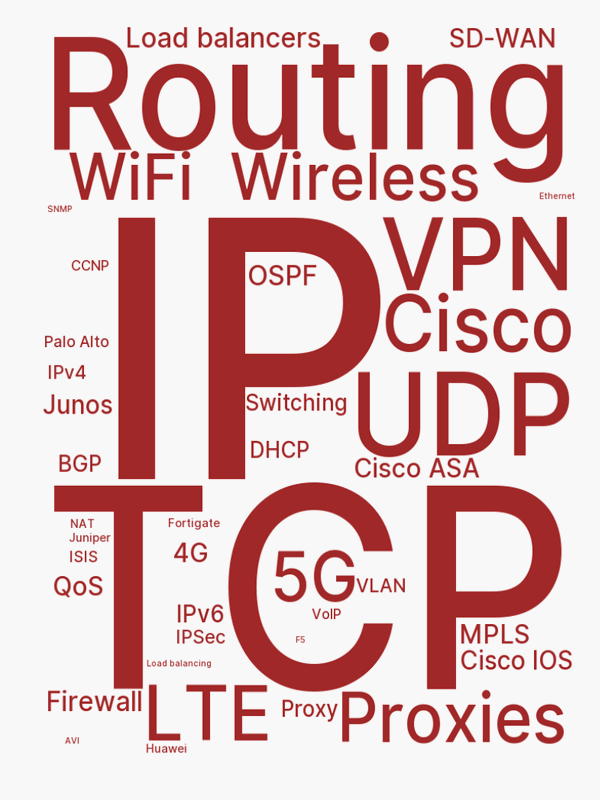 Load balancers
SD-WAN
Routing
WiFi
Wireless
Ethernet
SNMP
IP
VPN
CCNP
OSPF
Cisco
Palo Alto
IPv4
Junos
Switching
UDP
DHCP
BGP
Cisco ASA
TCP
NAT
Fortigate
Juniper
ISIS
4G
5G
QoS
VLAN
IPv6
VoIP
IPSec
F5
MPLS
Load balancing
Cisco IOS
Firewall
LTE
Proxy
Proxies
AVI
Huawei